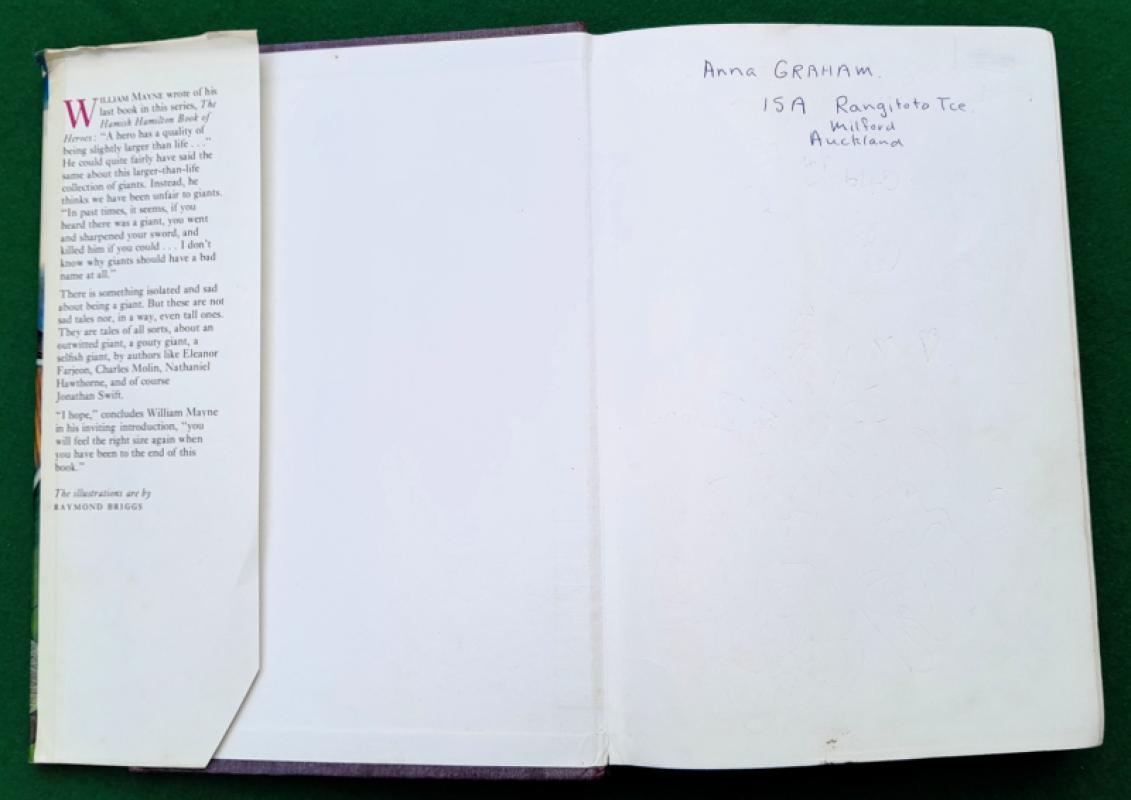 WILLIAM MAYNE wrote of his
last book in this series, The
Hamish Hamilton Book of
Heroes: "A hero has a quality of
being slightly larger than life . . ."
He could quite fairly have said the
same about this larger-than-life
collection of giants. Instead, he
thinks we have been unfair to giants.
"In past times, it seems, if you
heard there was a giant, you went
and sharpened your sword, and
killed him if you could . . . I don't
know why giants should have a bad
name at all."
There is something isolated and sad
about being a giant. But these are not
sad tales nor, in a way, even tall ones.
They are tales of all sorts, about an
outwitted giant, a gouty giant, a
selfish giant, by authors like Eleanor
Farjeon, Charles Molin, Nathaniel
Hawthorne, and of course
Jonathan Swift.
"I hope," concludes William Mayne
in his inviting introduction, "you
will feel the right size again when
you have been to the end of this
book."
The illustrations are by
RAYMOND BRIGGS
Anna GRAHAM.
15A Rangitoto Tce.
Milford
Auckland